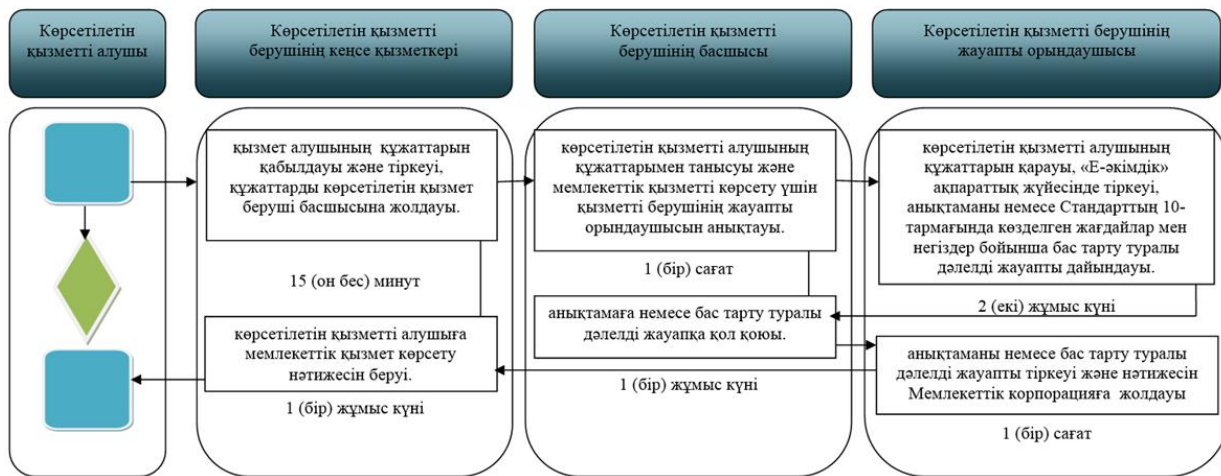 Көрсетілетін
қызметті алушы
Көрсетілетін қызметті
берушінің кеңсе қызметкері
Көрсетілетін қызметті
берушінің басшысы
Көрсетілетін қызметті берушінің
жауапты орындаушысы
қызмет алушының құжаттарын
қабылдауы және тіркеуі,
құжаттарды көрсетілетін қызмет
беруші басшысына жолдауы.
15 (он бес) минут
көрсетілетін қызметті алушыға
мемлекеттік қызмет көрсету
нәтижесін беруі.
1 (бір) жұмыс күні
көрсетілетін қызметті алушының
құжаттарымен танысуы және
мемлекеттік қызметті көрсету үшін
қызметті берушінің жауапты
орындаушысын анықтауы.
1 (бір) сағат
анықтамаға немесе бас тарту туралы
дәлелді жауапқа қол қоюы.
1 (бір) жұмыс күні
көрсетілетін қызметті алушының
құжаттарын қарауы, «Е-әкімдік»
ақпараттық жүйесінде тіркеуі,
анықтаманы немесе Стандарттың 10-
тармағында көзделген жағдайлар мен
негіздер бойынша бас тарту туралы
дәлелді жауапты дайындауы.
2 (екі) жұмыс күні
анықтаманы немесе бас тарту туралы
дәлелді жауапты тіркеуі және нәтижесін
Мемлекеттік корпорацияға жолдауы
1 (бір) сағат